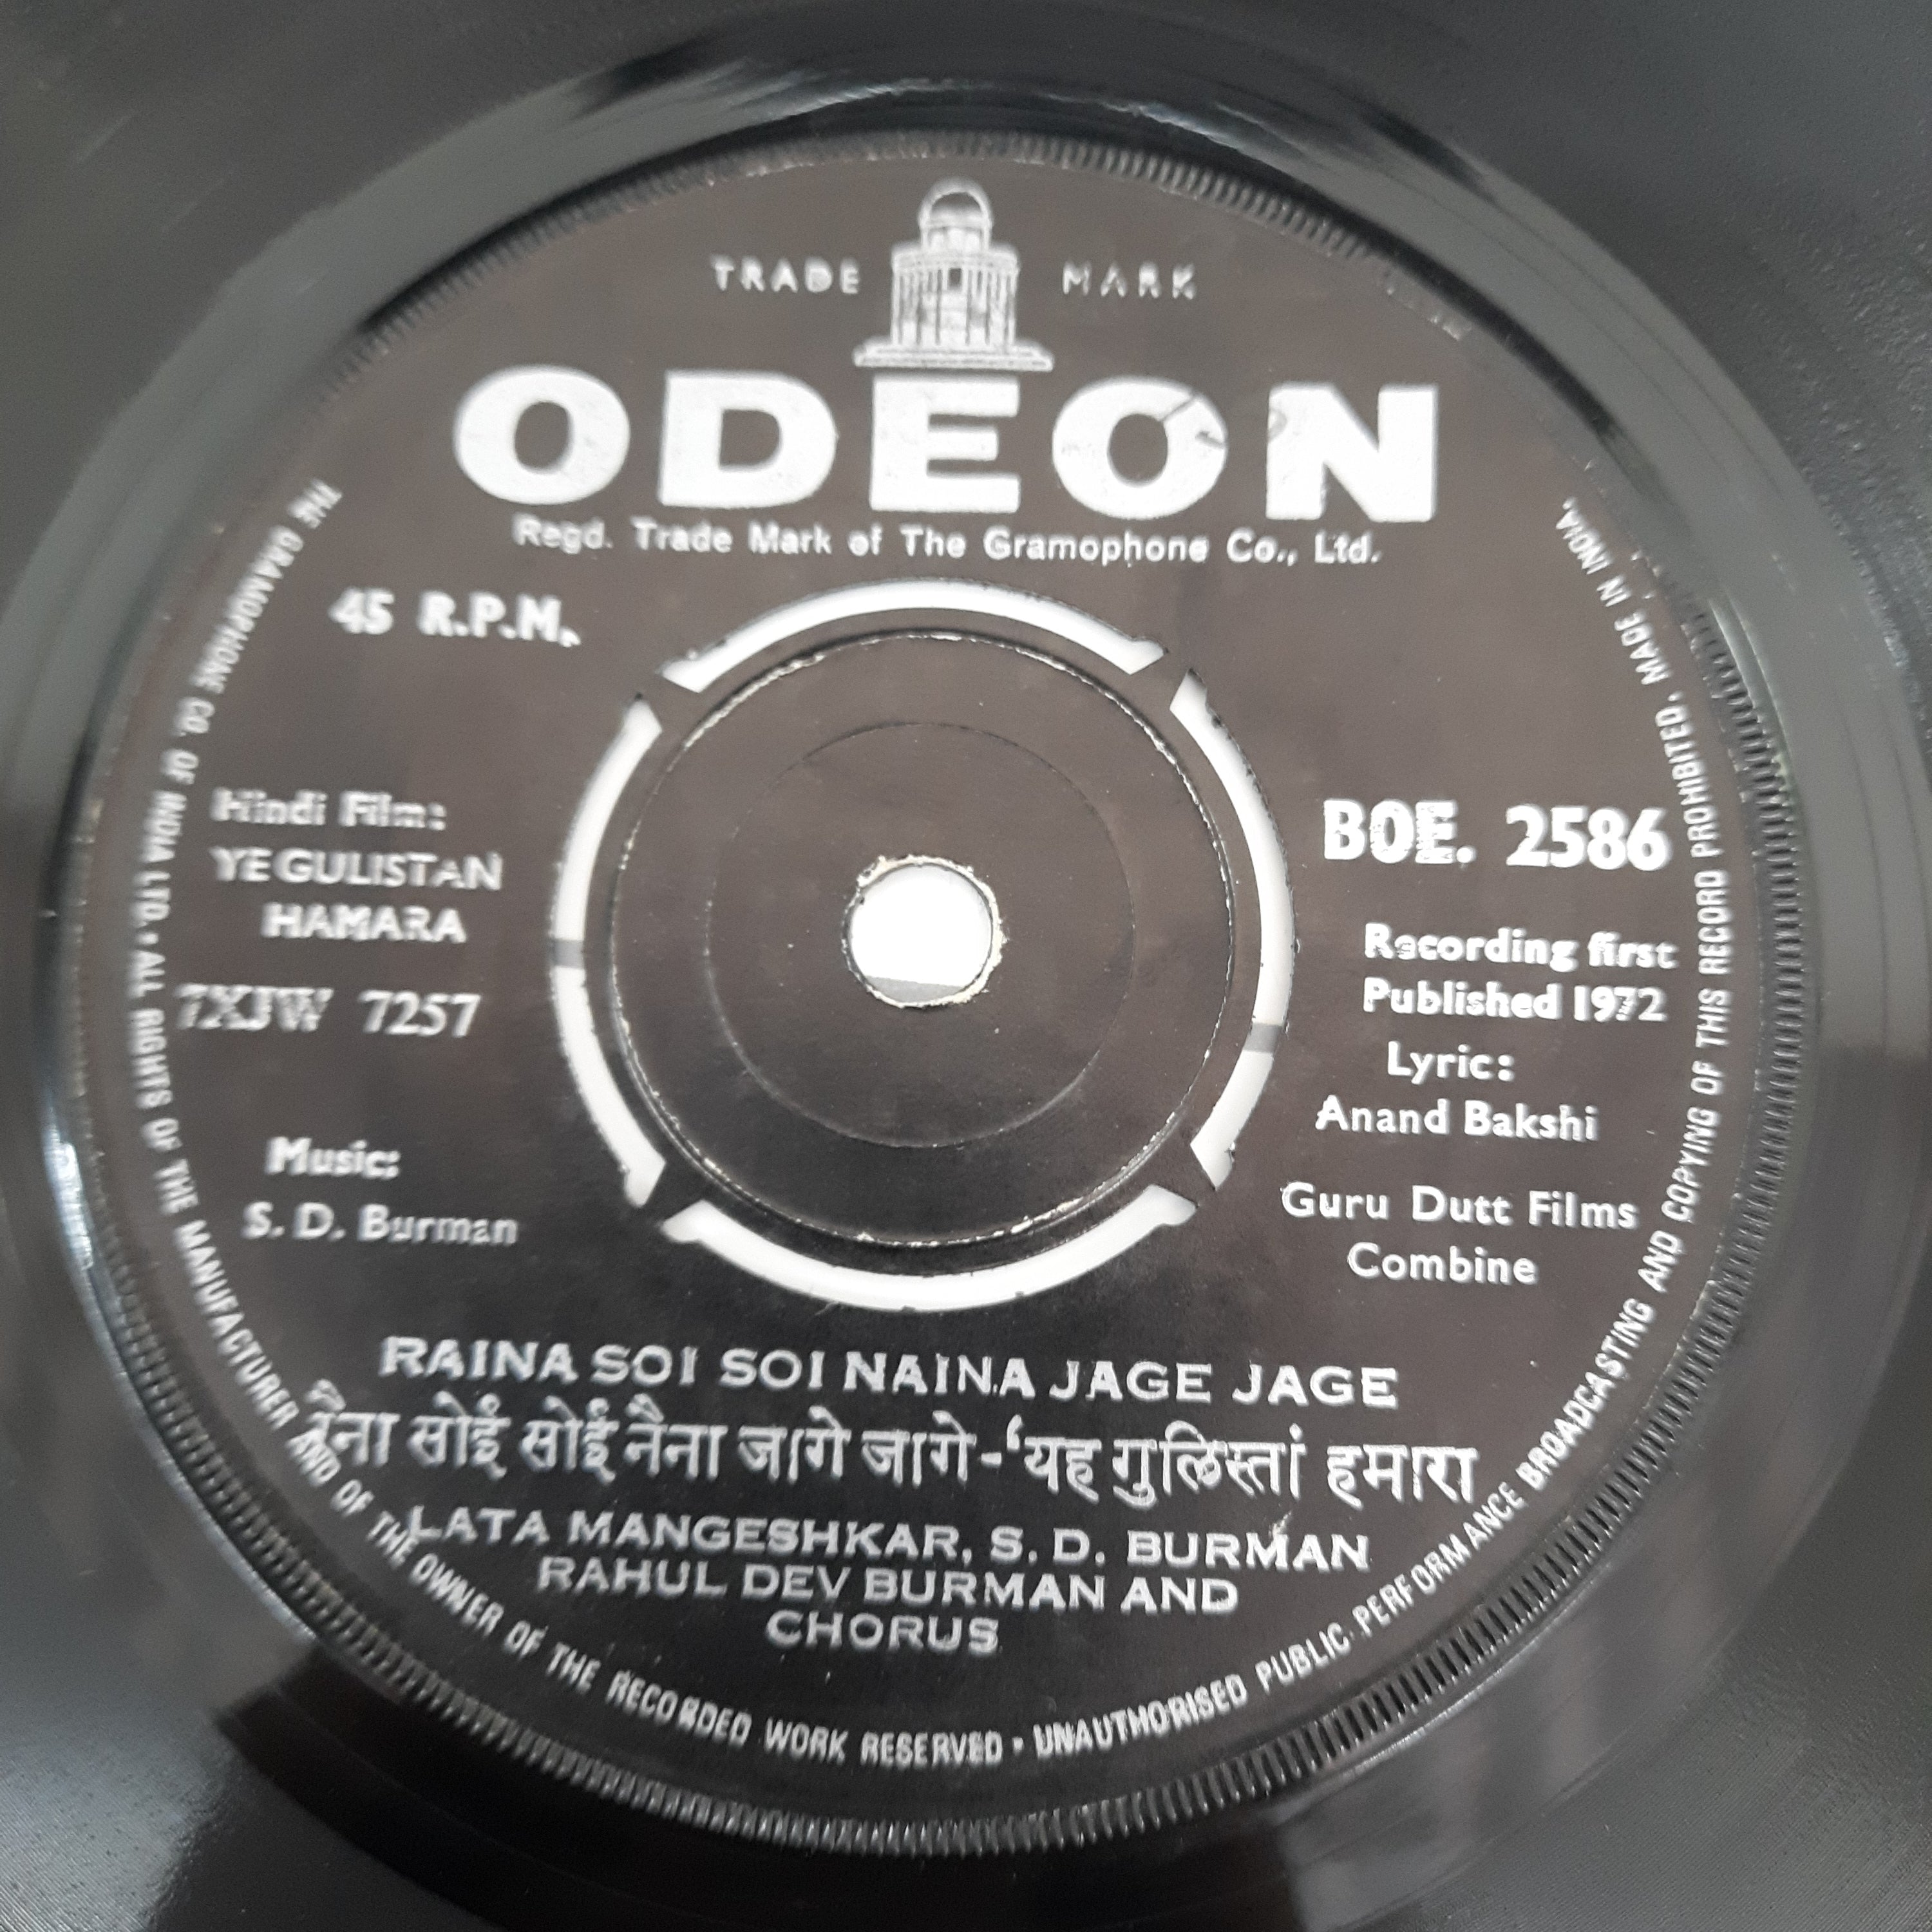 TRADE MARK
ODEON
Regd. Trade Mark of The Gramophone Co., Ltd.
45 R.P.M.
Hindi Film:
YE GULISTAN
HAMARA
7XJW 7257
Music:
S. D. Burman
BOE. 2586
Recording first
Published 1972
Lyric:
Anand Bakshi
Guru Dutt Films
Combine
RAINA SOI SOI NAINA JAGE JAGE
रैना सोई सोई नैना जागे जागे-‘यह गुलिस्तां हमारा
LATA MANGESHKAR, S. D. BURMAN
RAHUL DEV BURMAN AND
CHORUS
THE GRAMOPHONE CO. OF INDIA LTD. • ALL RIGHTS OF THE MANUFACTURER AND OF THE OWNER OF THE RECORDED WORK RESERVED • UNAUTHORISED PUBLIC PERFORMANCE BROADCASTING AND COPYING OF THIS RECORD PROHIBITED. MADE IN INDIA.